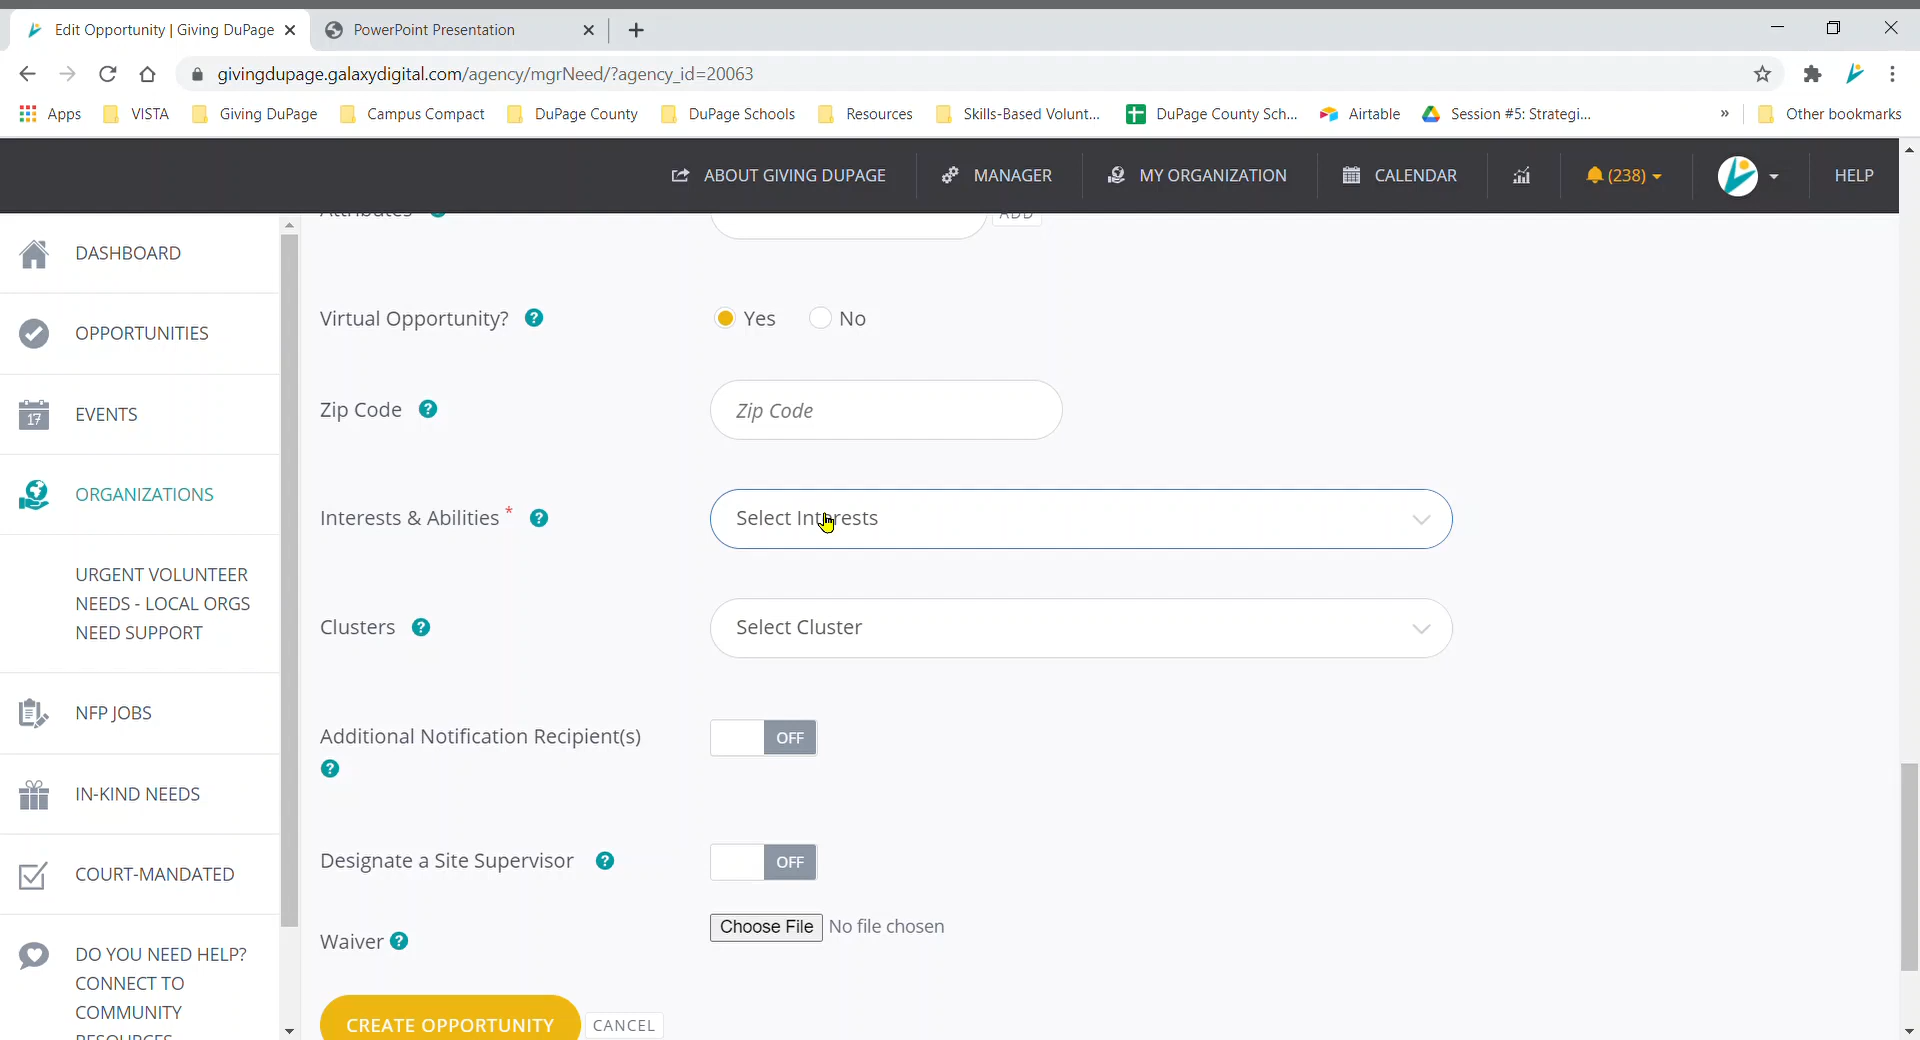 Edit Opportunity | Giving DuPage
PowerPoint Presentation
givingdupage.galaxydigital.com/agency/mgrNeed/?agency_id=20063
Apps VISTA Giving DuPage Campus Compact DuPage County DuPage Schools Resources Skills-Based Volunt... DuPage County Sch... Airtable Session #5: Strategi... » Other bookmarks
ABOUT GIVING DUPAGE MANAGER MY ORGANIZATION CALENDAR (238) HELP
Attributes ADD
DASHBOARD
OPPORTUNITIES
17 EVENTS
ORGANIZATIONS
URGENT VOLUNTEER
NEEDS - LOCAL ORGS
NEED SUPPORT
NFP JOBS
IN-KIND NEEDS
COURT-MANDATED
DO YOU NEED HELP?
CONNECT TO
COMMUNITY
RESOURCES
Virtual Opportunity? ? Yes No
Zip Code ? Zip Code
Interests & Abilities * ? Select Interests
Clusters ? Select Cluster
Additional Notification Recipient(s) OFF
?
Designate a Site Supervisor ? OFF
Waiver ? Choose File No file chosen
CREATE OPPORTUNITY CANCEL